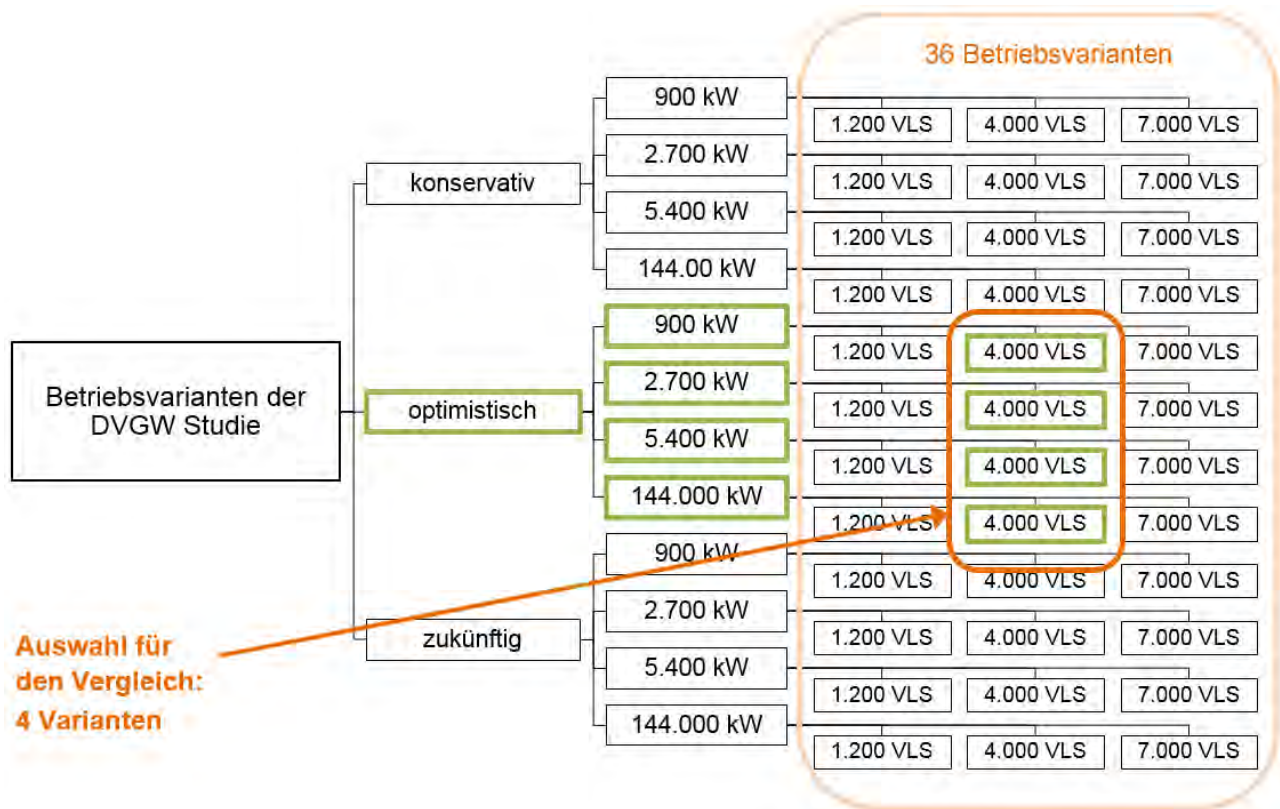 36 Betriebsvarianten
900 kW
1.200 VLS 4.000 VLS 7.000 VLS
2.700 kW
1.200 VLS 4.000 VLS 7.000 VLS
konservativ
5.400 kW
1.200 VLS 4.000 VLS 7.000 VLS
144.00 kW
1.200 VLS 4.000 VLS 7.000 VLS
900 kW
1.200 VLS 4.000 VLS 7.000 VLS
Betriebsvarianten der
DVGW Studie
optimistisch
2.700 kW
1.200 VLS 4.000 VLS 7.000 VLS
5.400 kW
1.200 VLS 4.000 VLS 7.000 VLS
144.000 kW
1.200 VLS 4.000 VLS 7.000 VLS
900 kW
1.200 VLS 4.000 VLS 7.000 VLS
2.700 kW
1.200 VLS 4.000 VLS 7.000 VLS
zukünftig
5.400 kW
1.200 VLS 4.000 VLS 7.000 VLS
144.000 kW
1.200 VLS 4.000 VLS 7.000 VLS
Auswahl für
den Vergleich:
4 Varianten